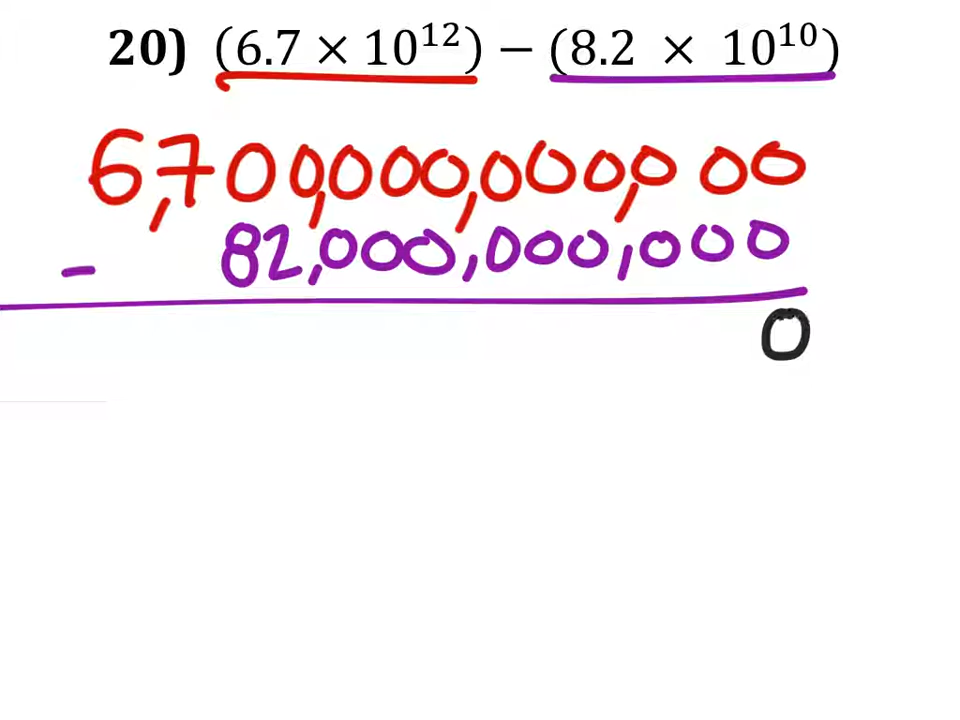 20) (6.7 × 10¹²) − (8.2 × 10¹⁰)
6,700,000,000,000
- 82,000,000,000
0